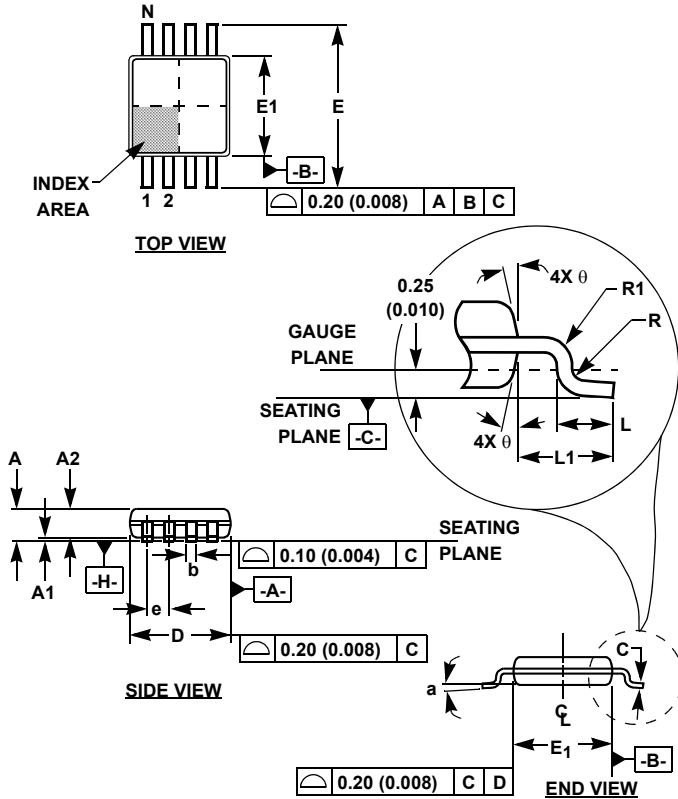 N
E1
E
-B-
INDEX
AREA
1 2
0.20 (0.008) A B C
TOP VIEW
0.25
(0.010)
4X θ
R1
R
GAUGE
PLANE
SEATING
PLANE
-C-
4X θ
L
L1
A
A2
SEATING
PLANE
0.10 (0.004) C
A1
-H-
b
-A-
e
D
0.20 (0.008) C
SIDE VIEW
C
a
CL
E1
-B-
0.20 (0.008) C D
END VIEW